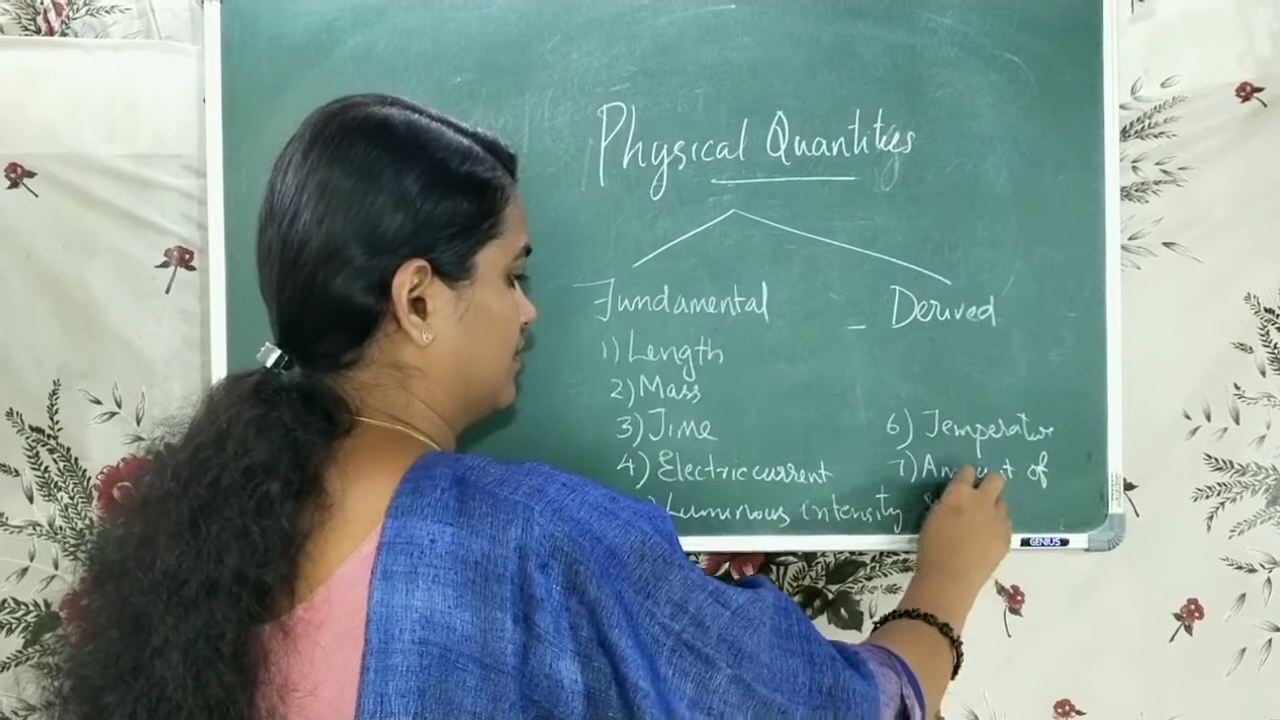 Physical Quantities
Fundamental
- Derived
1) Length
2) Mass
3) Time
6) Temperature
4) Electric current
7) Amount of
Luminous intensity
GENIUS